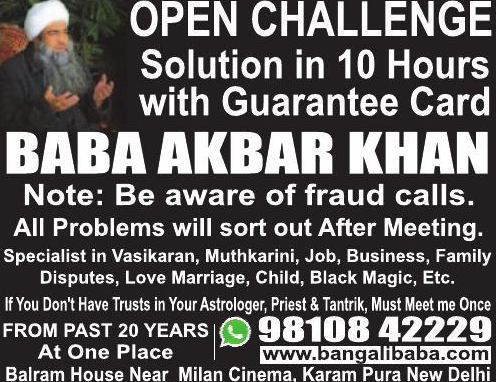 OPEN CHALLENGE
Solution in 10 Hours
with Guarantee Card
BABA AKBAR KHAN
Note: Be aware of fraud calls.
All Problems will sort out After Meeting.
Specialist in Vasikaran, Muthkarini, Job, Business, Family
Disputes, Love Marriage, Child, Black Magic, Etc.
If You Don't Have Trusts in Your Astrologer, Priest & Tantrik, Must Meet me Once
FROM PAST 20 YEARS
At One Place
98108 42229
www.bangalibaba.com
Balram House Near Milan Cinema, Karam Pura New Delhi